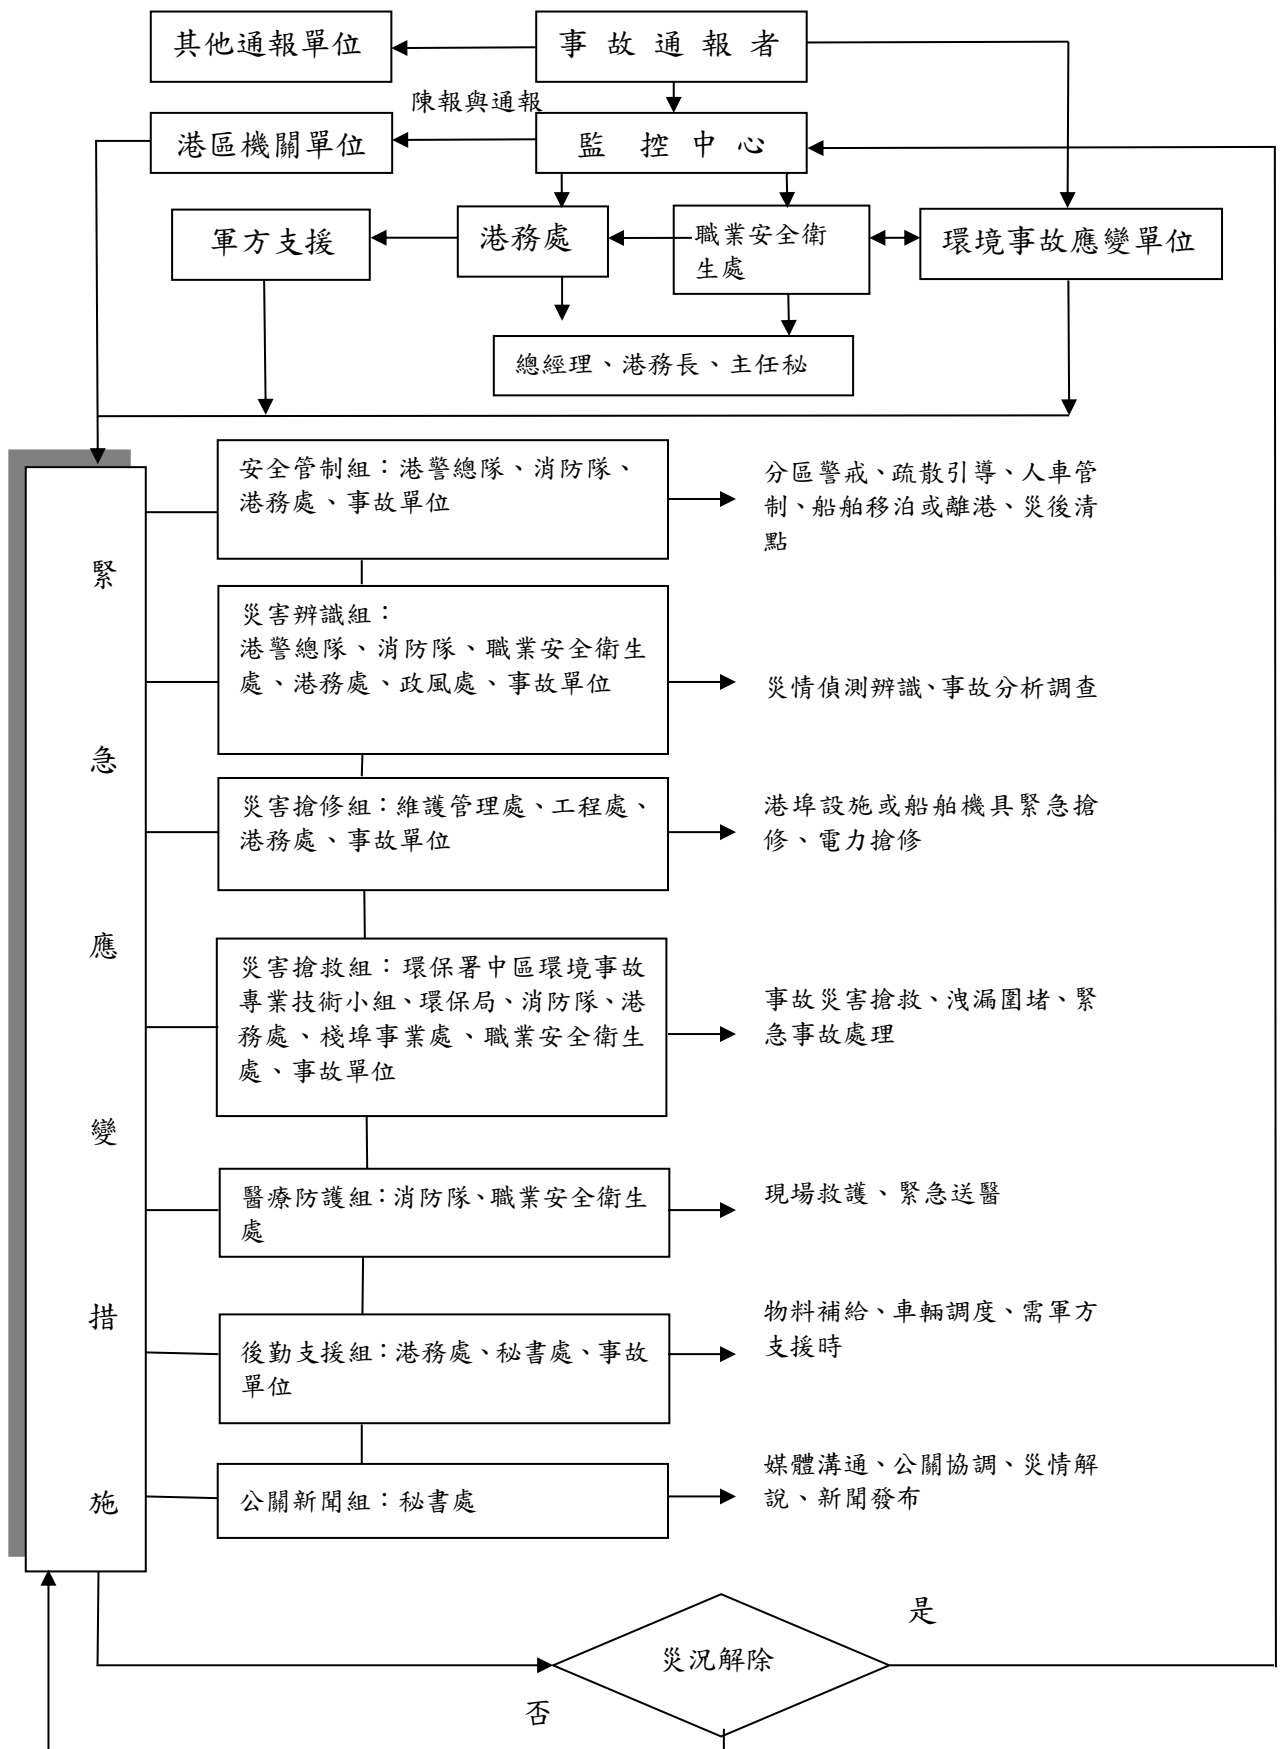 其他通報單位
事故通報者
陳報與通報
港區機關單位
監控中心
軍方支援
港務處
職業安全衛
生處
環境事故應變單位
總經理、港務長、主任秘
緊急應變措施
安全管制組：港警總隊、消防隊、
港務處、事故單位
分區警戒、疏散引導、人車管
制、船舶移泊或離港、災後清
點
災害辨識組：
港警總隊、消防隊、職業安全衛生
處、港務處、政風處、事故單位
災情偵測辨識、事故分析調查
災害搶修組：維護管理處、工程處、
港務處、事故單位
港埠設施或船舶機具緊急搶
修、電力搶修
災害搶救組：環保署中區環境事故
專業技術小組、環保局、消防隊、港
務處、棧埠事業處、職業安全衛生
處、事故單位
事故災害搶救、洩漏圍堵、緊
急事故處理
醫療防護組：消防隊、職業安全衛生
處
現場救護、緊急送醫
後勤支援組：港務處、秘書處、事故
單位
物料補給、車輛調度、需軍方
支援時
公關新聞組：秘書處
媒體溝通、公關協調、災情解
說、新聞發布
是
災況解除
否